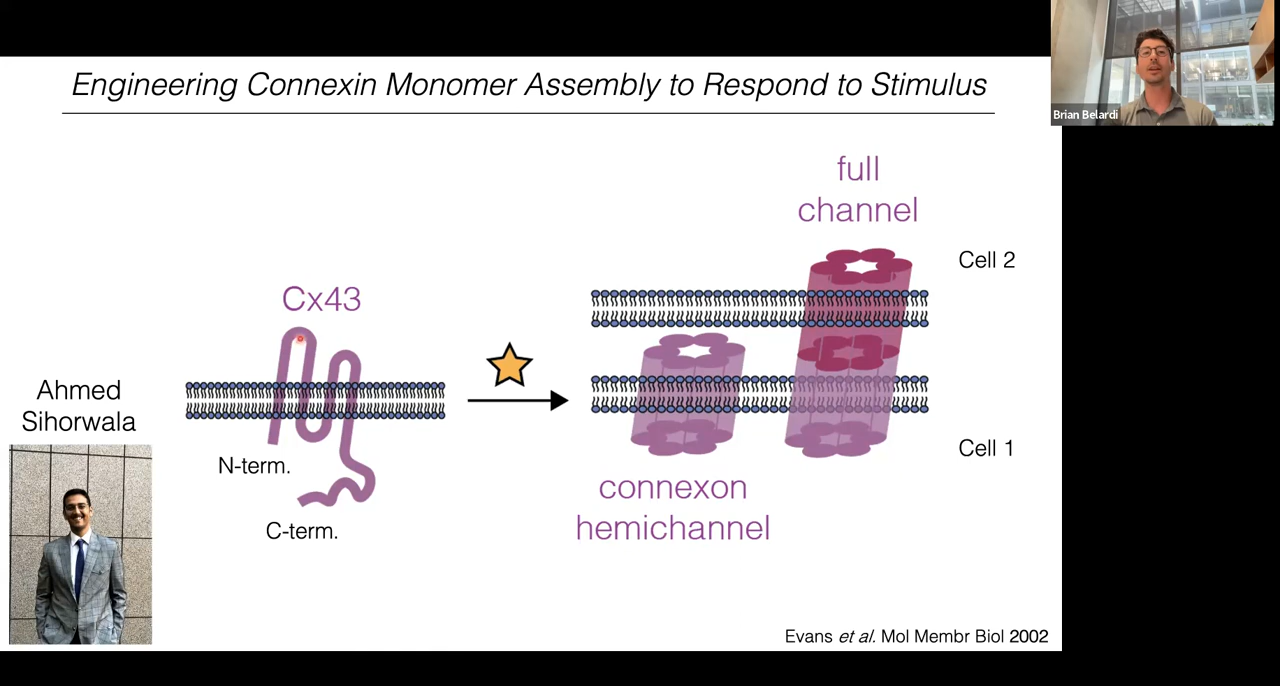 Engineering Connexin Monomer Assembly to Respond to Stimulus
Brian Belardi
full
channel
Cell 2
Cx43
Ahmed
Sihorwala
N-term.
Cell 1
connexon
hemichannel
C-term.
Evans et al. Mol Membr Biol 2002